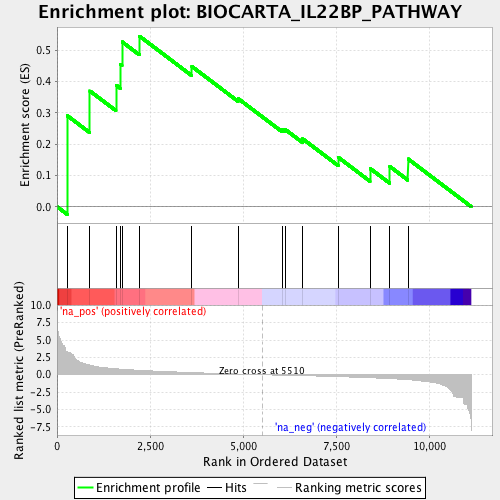 Enrichment plot: BIOCARTA_IL22BP_PATHWAY
Enrichment score (ES)
0.5
0.4
0.3
0.2
0.1
0.0
'na_pos' (positively correlated)
Ranked list metric (PreRanked)
10.0
7.5
5.0
2.5
0.0
-2.5
-5.0
-7.5
Zero cross at 5510
'na_neg' (negatively correlated)
0
2,500
5,000
7,500
10,000
Rank in Ordered Dataset
Enrichment profile
Hits
Ranking metric scores